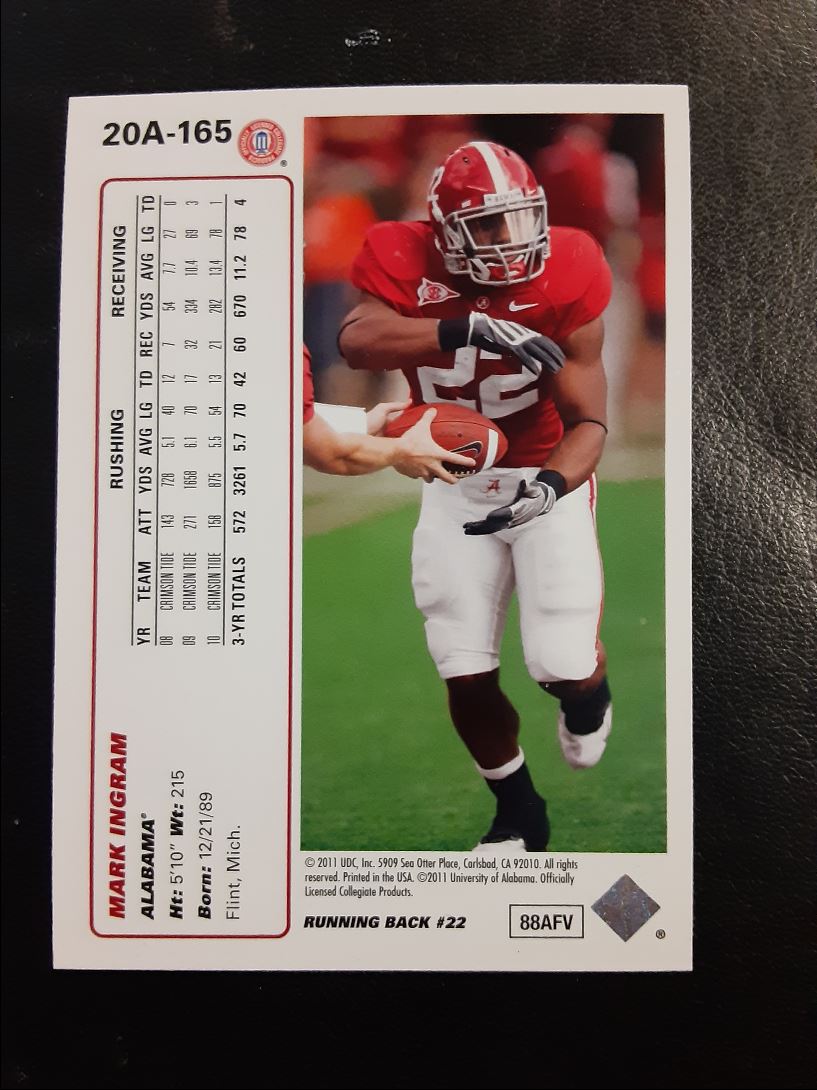 20A-165
OFFICIALLY LICENSED COLLEGIATE PRODUCTS
®
MARK INGRAM
ALABAMA®
Ht: 5'10" Wt: 215
Born: 12/21/89
Flint, Mich.
RUSHING RECEIVING
YR TEAM ATT YDS AVG LG TD REC YDS AVG LG TD
08 CRIMSON TIDE 143 728 5.1 40 12 7 54 7.7 27 0
09 CRIMSON TIDE 271 1658 6.1 70 17 32 334 10.4 69 3
10 CRIMSON TIDE 158 875 5.5 54 13 21 282 13.4 78 1
3-YR TOTALS 572 3261 5.7 70 42 60 670 11.2 78 4
22
A
© 2011 UDC, Inc. 5909 Sea Otter Place, Carlsbad, CA 92010. All rights
reserved. Printed in the USA. ©2011 University of Alabama. Officially
Licensed Collegiate Products.
RUNNING BACK #22
88AFV
®